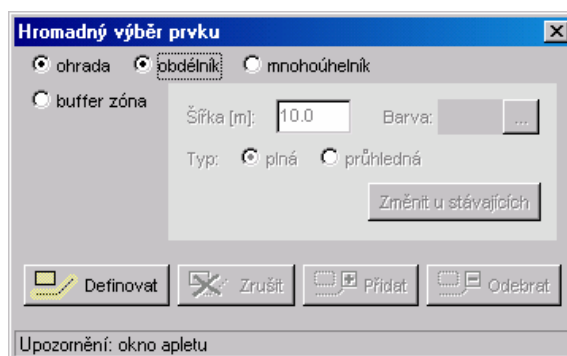 Hromadný výběr prvku
ohrada obdélník mnohoúhelník
buffer zóna
Šířka [m]: 10.0 Barva: ...
Typ: plná průhledná
Změnit u stávajících
Definovat Zrušit Přidat Odebrat
Upozornění: okno apletu